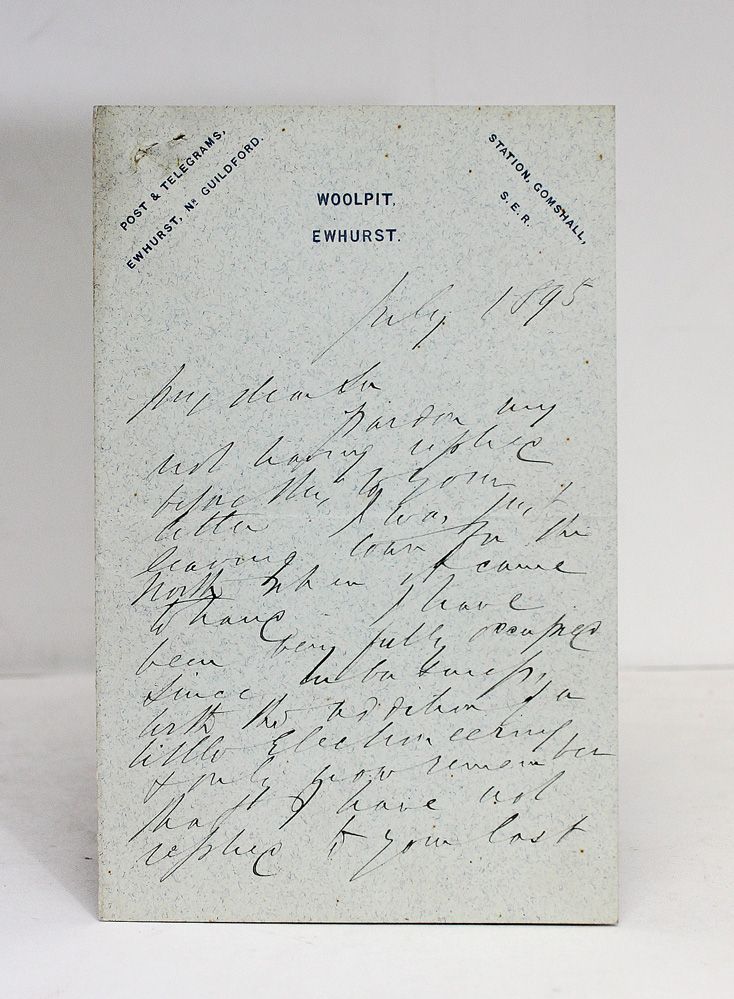 POST & TELEGRAMS,
EWHURST, NR GUILDFORD.
WOOLPIT,
EWHURST.
STATION, GOMSHALL,
S.E.R.
July 1895
My dear Sir
Pardon my
not having replied
before this to your
letter I was just
leaving town for the
North when it came
to hand. I have
been very fully occupied
since in business,
with the addition of a
little Electioneering
& only now remember
that I have not
replied to your last